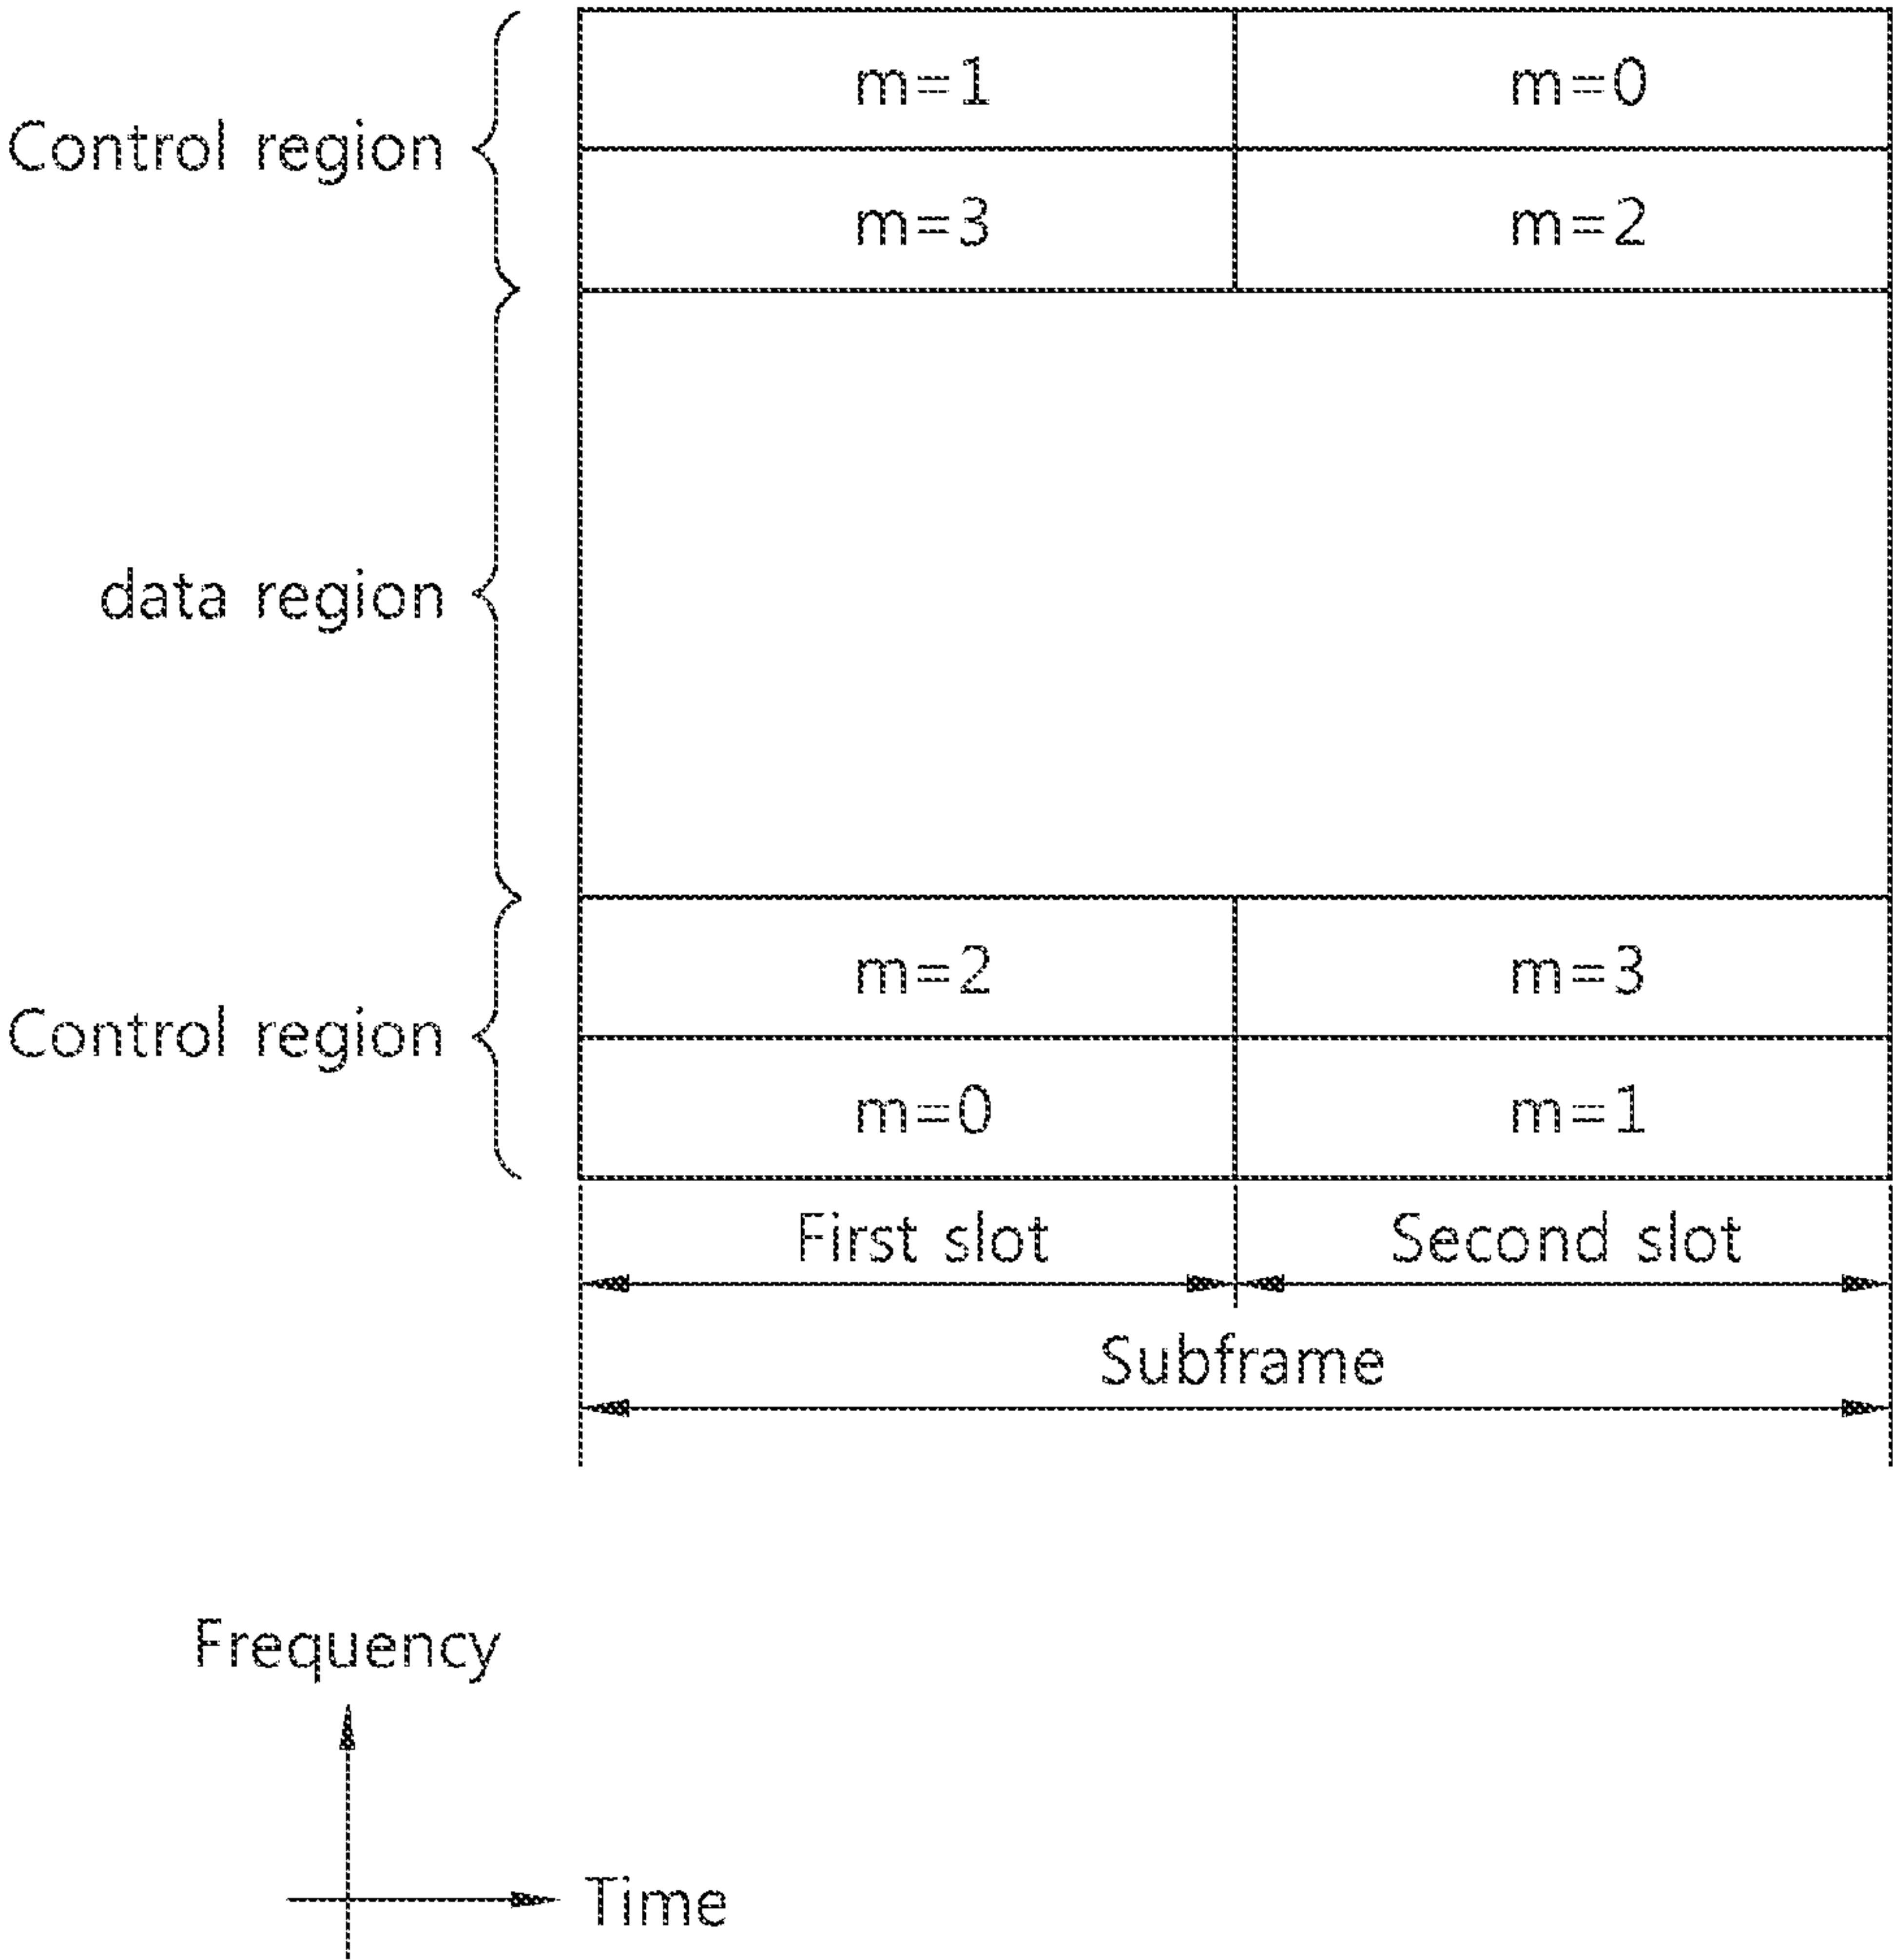 m=1 m=0
Control region
m=3 m=2
data region
m=2 m=3
Control region
m=0 m=1
First slot Second slot
Subframe
Frequency
Time